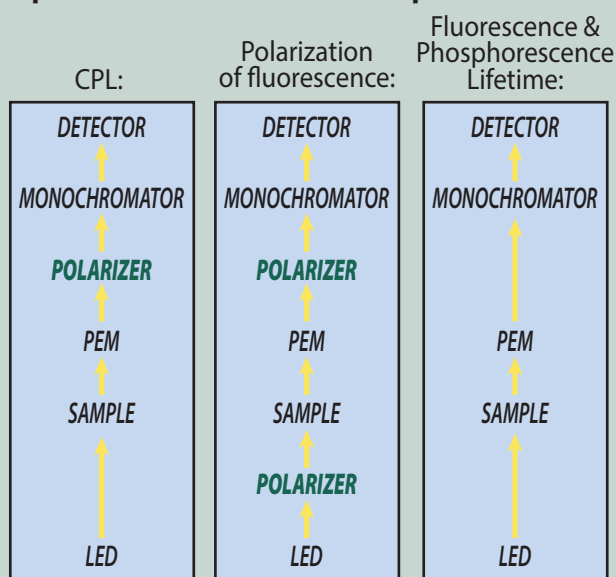 CPL:
DETECTOR
MONOCHROMATOR
POLARIZER
PEM
SAMPLE
LED
Polarization
of fluorescence:
DETECTOR
MONOCHROMATOR
POLARIZER
PEM
SAMPLE
POLARIZER
LED
Fluorescence &
Phosphorescence
Lifetime:
DETECTOR
MONOCHROMATOR
PEM
SAMPLE
LED